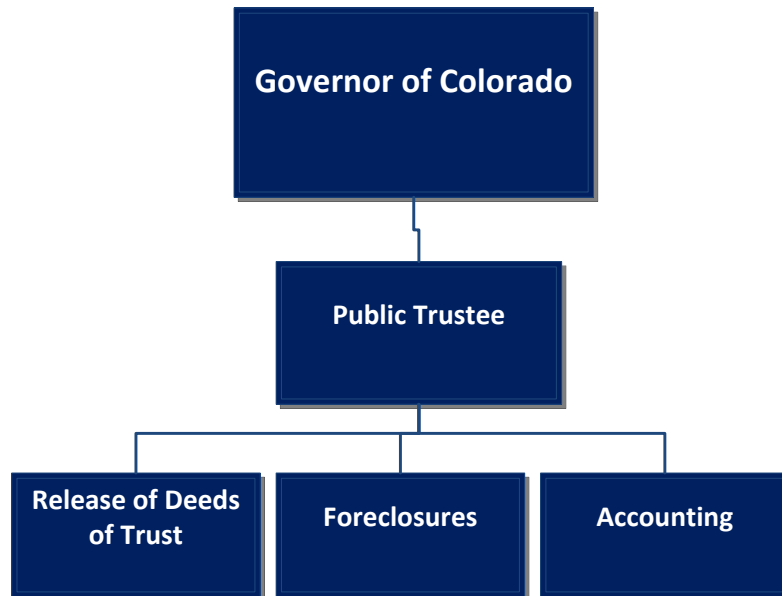 Governor of Colorado
Public Trustee
Release of Deeds
of Trust
Foreclosures
Accounting